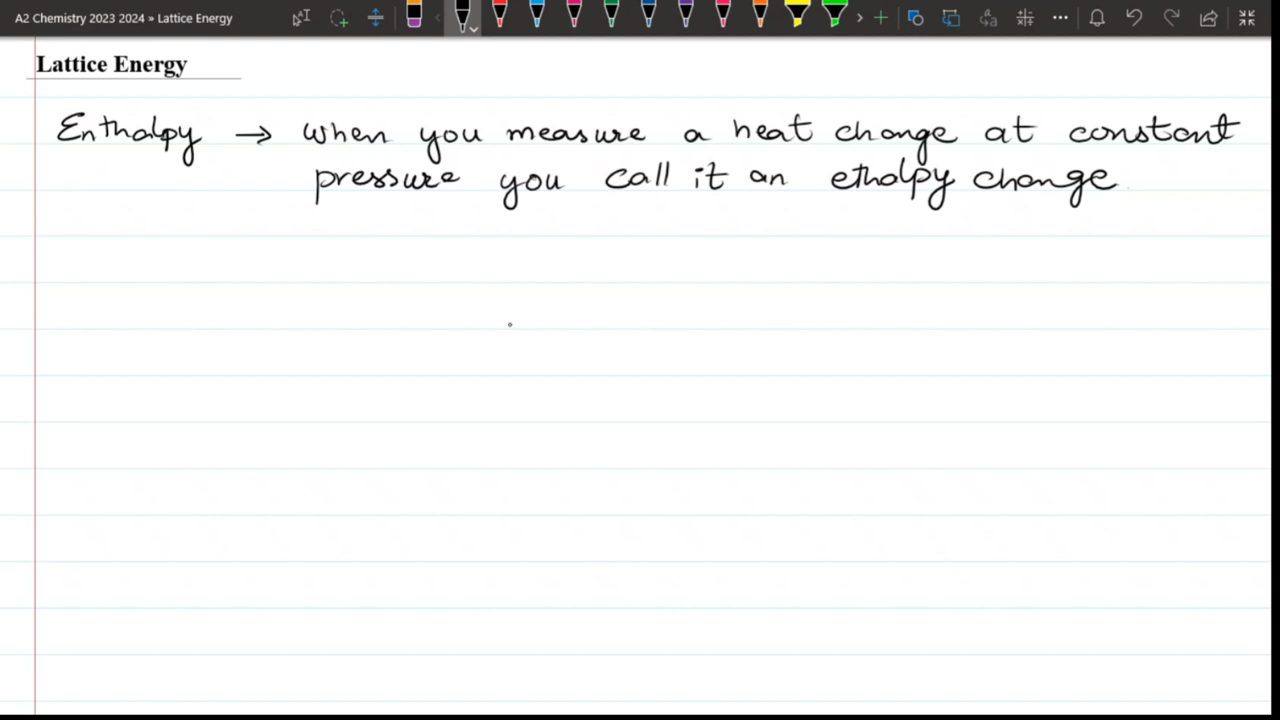 A2 Chemistry 2023 2024 » Lattice Energy
Lattice Energy
Enthalpy → when you measure a heat change at constant
pressure you call it an ethalpy change